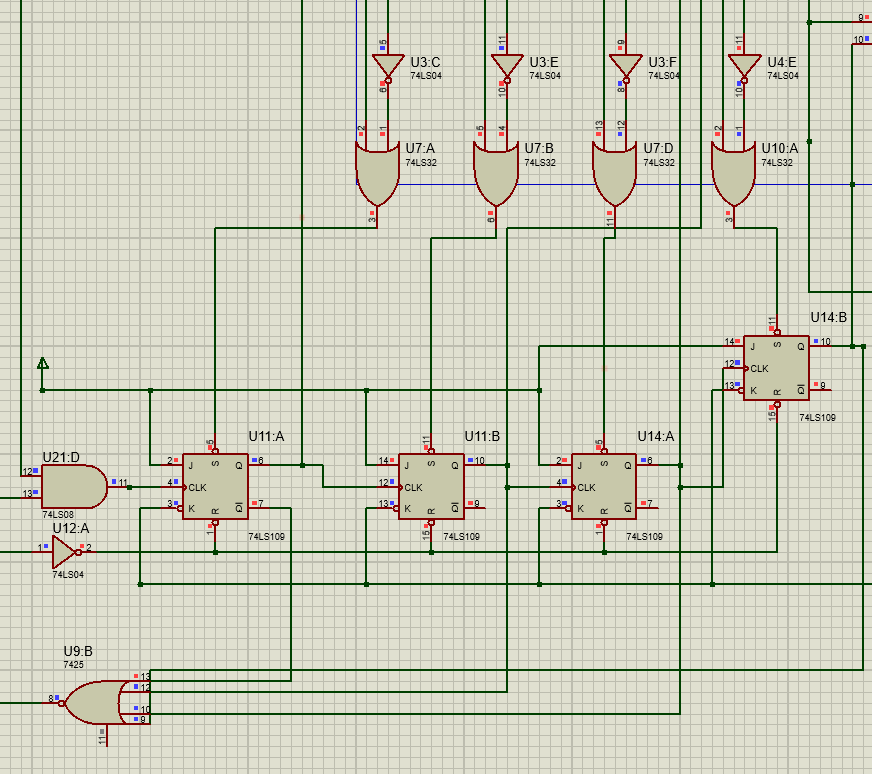 9
10
5
11
9
11
U3:C
74LS04
U3:E
74LS04
U3:F
74LS04
U4:E
74LS04
6
10
8
10
2
1
5
4
13
12
2
1
U7:A
74LS32
U7:B
74LS32
U7:D
74LS32
U10:A
74LS32
3
6
11
3
U14:B
11
14
J
S
Q
10
12
CLK
13
K
R
Q
9
15
74LS109
U11:A
U11:B
U14:A
5
11
5
U21:D
12
13
11
74LS08
2
J
S
Q
6
4
CLK
3
K
R
Q
7
1
74LS109
14
J
S
Q
10
12
CLK
13
K
R
Q
9
15
74LS109
2
J
S
Q
6
4
CLK
3
K
R
Q
7
1
74LS109
U12:A
1
2
74LS04
U9:B
7425
13
12
8
10
9
11